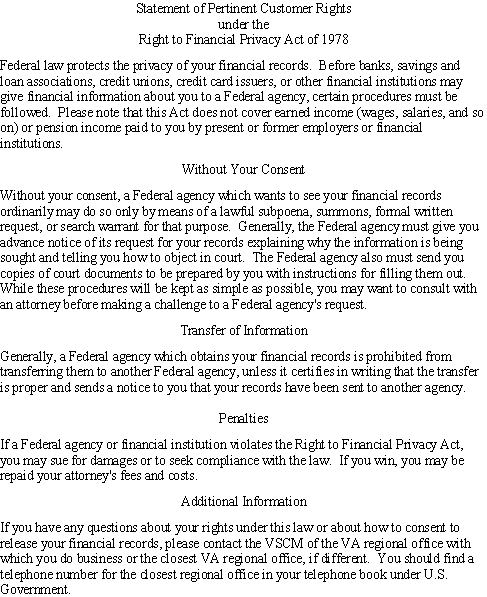 Statement of Pertinent Customer Rights
under the
Right to Financial Privacy Act of 1978
Federal law protects the privacy of your financial records.  Before banks, savings and
loan associations, credit unions, credit card issuers, or other financial institutions may
give financial information about you to a Federal agency, certain procedures must be
followed.  Please note that this Act does not cover earned income (wages, salaries, and so
on) or pension income paid to you by present or former employers or financial
institutions.
Without Your Consent
Without your consent, a Federal agency which wants to see your financial records
ordinarily may do so only by means of a lawful subpoena, summons, formal written
request, or search warrant for that purpose.  Generally, the Federal agency must give you
advance notice of its request for your records explaining why the information is being
sought and telling you how to object in court.  The Federal agency also must send you
copies of court documents to be prepared by you with instructions for filling them out.
While these procedures will be kept as simple as possible, you may want to consult with
an attorney before making a challenge to a Federal agency's request.
Transfer of Information
Generally, a Federal agency which obtains your financial records is prohibited from
transferring them to another Federal agency, unless it certifies in writing that the transfer
is proper and sends a notice to you that your records have been sent to another agency.
Penalties
If a Federal agency or financial institution violates the Right to Financial Privacy Act,
you may sue for damages or to seek compliance with the law.  If you win, you may be
repaid your attorney's fees and costs.
Additional Information
If you have any questions about your rights under this law or about how to consent to
release your financial records, please contact the VSCM of the VA regional office with
which you do business or the closest VA regional office, if different.  You should find a
telephone number for the closest regional office in your telephone book under U.S.
Government.